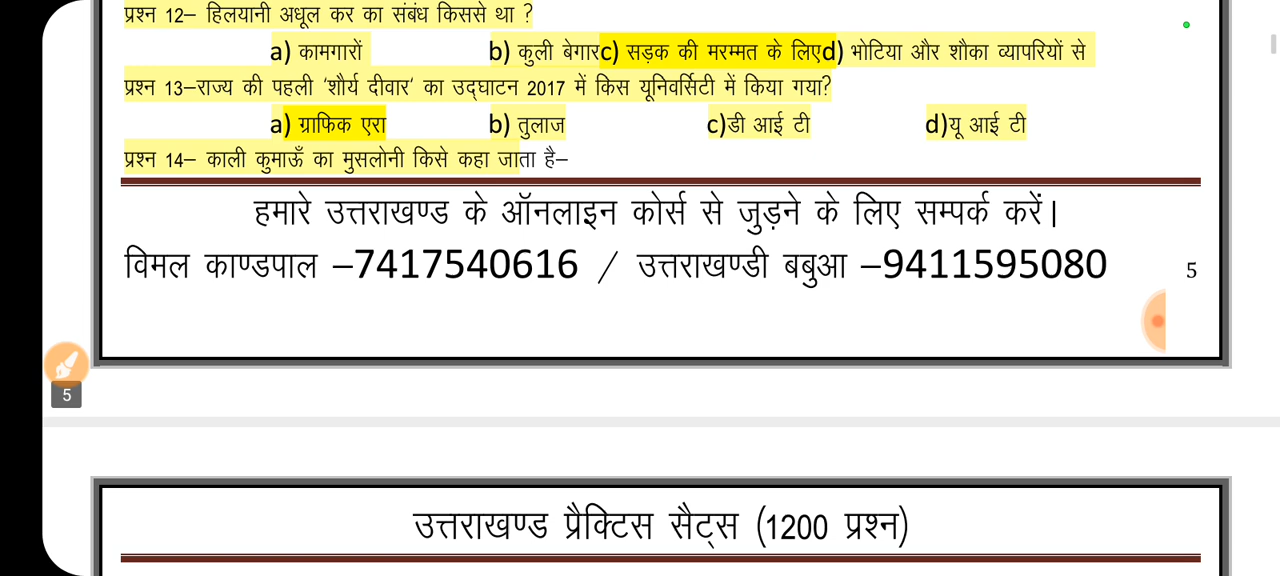 प्रश्न 12– हिलयानी अधूल कर का संबंध किससे था ?
a) कामगारों b) कुली बेगार c) सड़क की मरम्मत के लिए d) भोटिया और शौका व्यापरियों से
प्रश्न 13–राज्य की पहली 'शौर्य दीवार' का उद्घाटन 2017 में किस यूनिवर्सिटी में किया गया?
a) ग्राफिक एरा b) तुलाज c)डी आई टी d)यू आई टी
प्रश्न 14– काली कुमाऊँ का मुसलोनी किसे कहा जाता है–
हमारे उत्तराखण्ड के ऑनलाइन कोर्स से जुड़ने के लिए सम्पर्क करें।
विमल काण्डपाल –7417540616 / उत्तराखण्डी बबुआ –9411595080
5
5
उत्तराखण्ड प्रैक्टिस सैट्स (1200 प्रश्न)